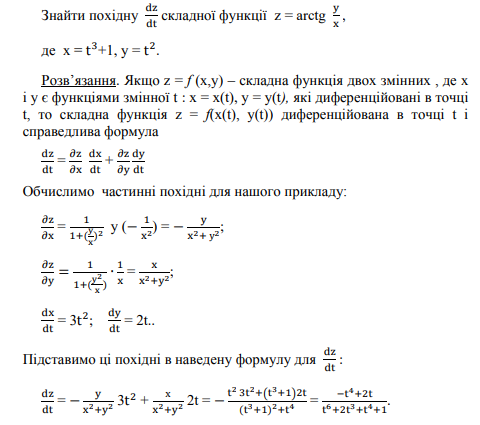 Знайти похідну dz/dt складної функції z = arctg y/x,
де x = t³+1, y = t².
Розв'язання. Якщо z = f (x,y) – складна функція двох змінних , де x
і y є функціями змінної t : x = x(t), y = y(t), які диференційовані в точці
t, то складна функція z = f(x(t), y(t)) диференційована в точці t і
справедлива формула
dz/dt = ∂z/∂x dx/dt + ∂z/∂y dy/dt
Обчислимо частинні похідні для нашого прикладу:
∂z/∂x = 1/(1+(y/x)²) y (− 1/x²) = − y/(x²+ y²);
∂z/∂y = 1/(1+(y²/x)) · 1/x = x/(x²+y²);
dx/dt = 3t²; dy/dt = 2t..
Підставимо ці похідні в наведену формулу для dz/dt :
dz/dt = − y/(x²+y²) 3t² + x/(x²+y²) 2t = − (t² 3t²+(t³+1)2t)/((t³+1)²+t⁴) = (−t⁴+2t)/(t⁶+2t³+t⁴+1).